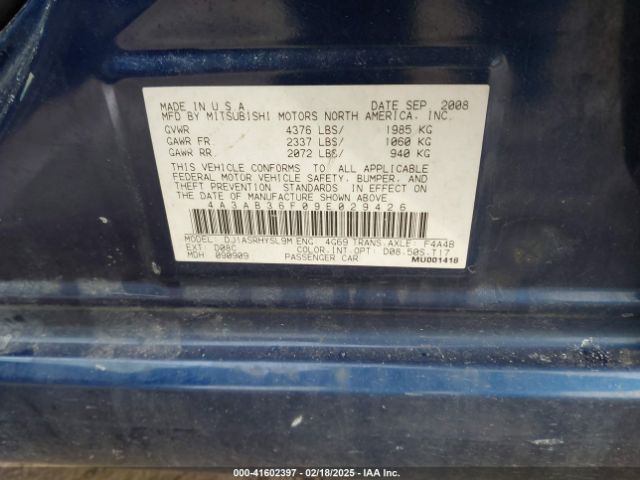 MADE IN U.S.A. DATE SEP. 2008
MFD BY MITSUBISHI MOTORS NORTH AMERICA, INC.
GVWR 4376 LBS/ 1985 KG
GAWR FR 2337 LBS/ 1060 KG
GAWR RR 2072 LBS/ 940 KG
THIS VEHICLE CONFORMS TO ALL APPLICABLE
FEDERAL MOTOR VEHICLE SAFETY, BUMPER, AND
THEFT PREVENTION STANDARDS IN EFFECT ON
THE DATE OF MANUFACTURE SHOWN ABOVE.
4A3AB36F09E029426
MODEL: DJ1ASRHYSL9M ENG 4G69 TRANS.AXLE: F4A4B
EXT: D08C COLOR.INT.OPT: D08.50S.T17
MDH 090909 PASSENGER CAR MU001418
000-41602397 - 02/18/2025 - IAA Inc.